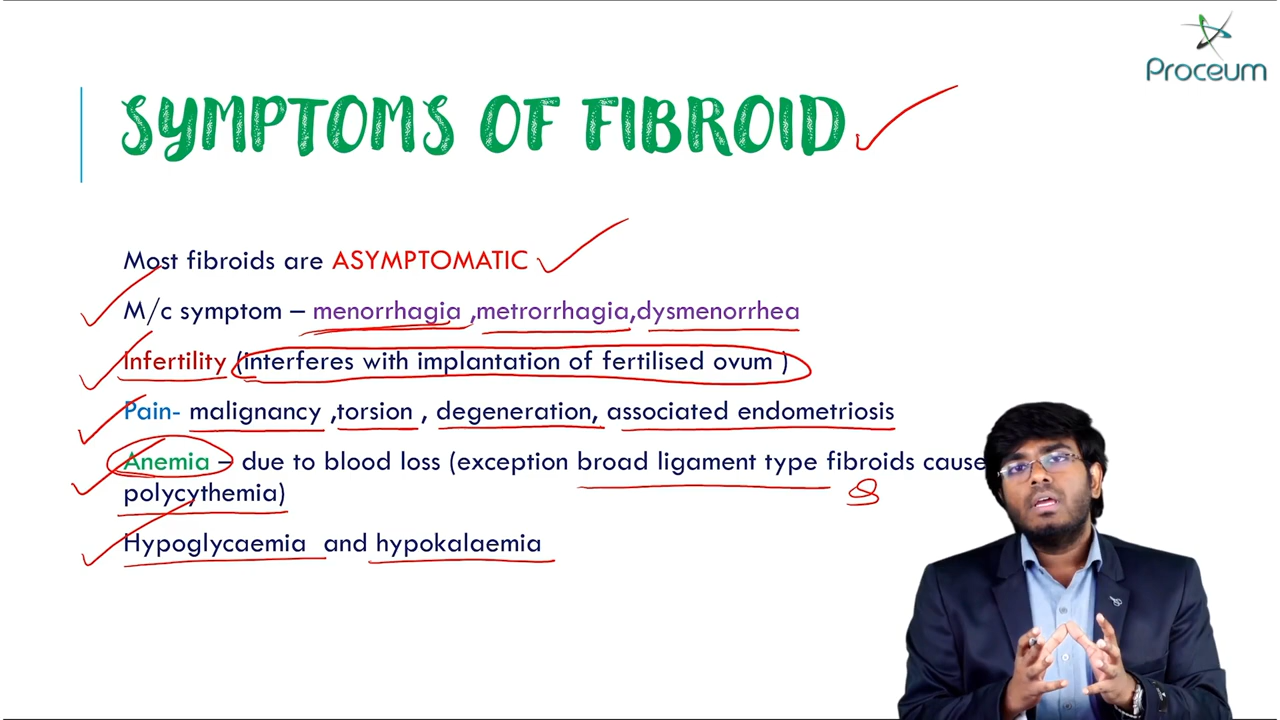 Proceum
SYMPTOMS OF FIBROID
Most fibroids are ASYMPTOMATIC
M/c symptom – menorrhagia ,metrorrhagia,dysmenorrhea
Infertility (interferes with implantation of fertilised ovum )
Pain- malignancy ,torsion , degeneration, associated endometriosis
Anemia – due to blood loss (exception broad ligament type fibroids cause
polycythemia)
Hypoglycaemia and hypokalaemia